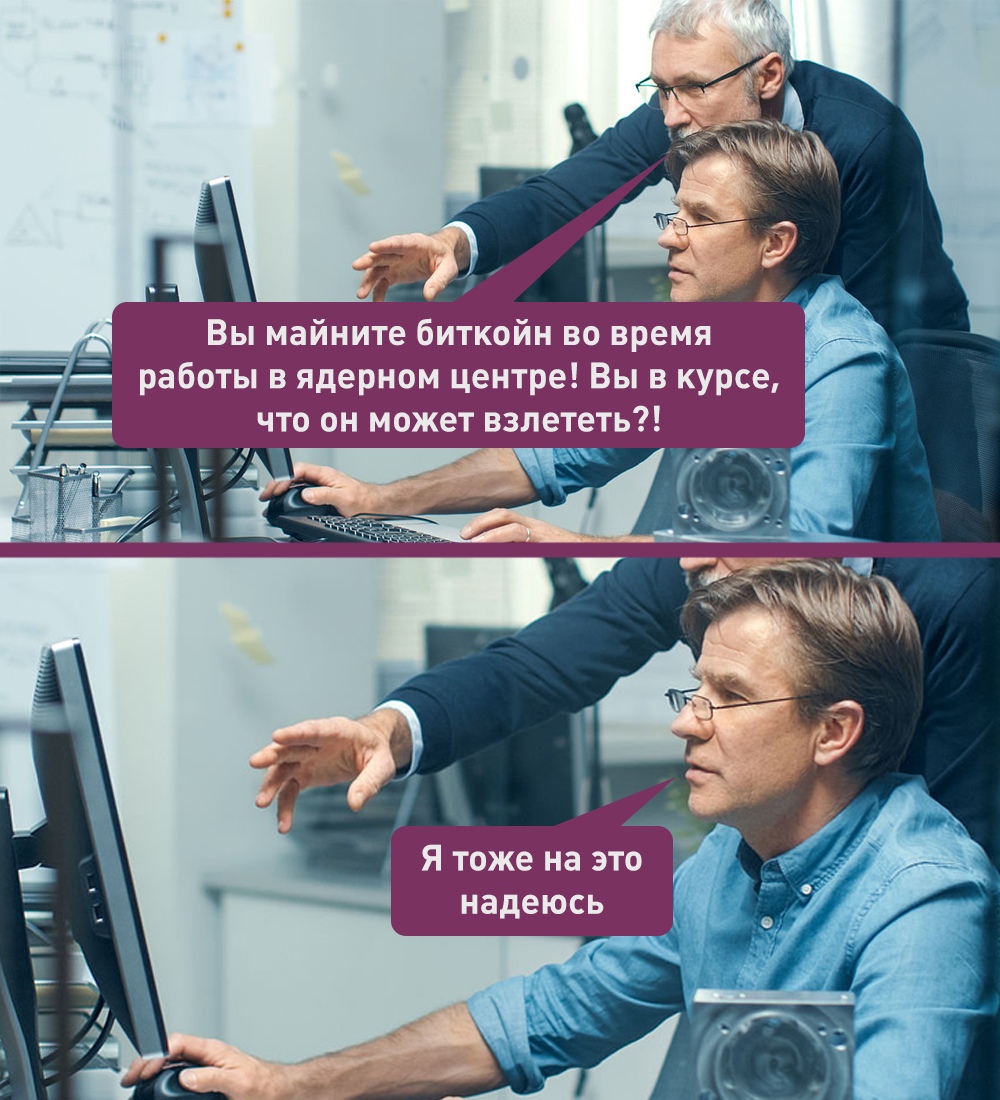 Вы майните биткойн во время
работы в ядерном центре! Вы в курсе,
что он может взлететь?!
Я тоже на это
надеюсь